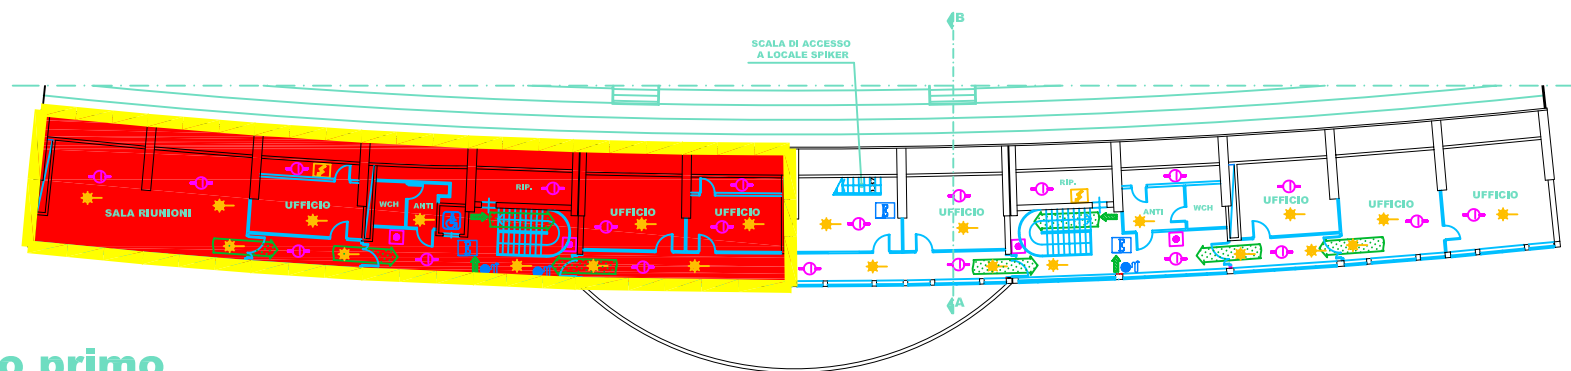 B
SCALA DI ACCESSO
A LOCALE SPIKER
SALA RIUNIONI
UFFICIO
WCH
ANTI
RIP.
UFFICIO
UFFICIO
UFFICIO
RIP.
ANTI
WCH
UFFICIO
UFFICIO
UFFICIO
A
o primo